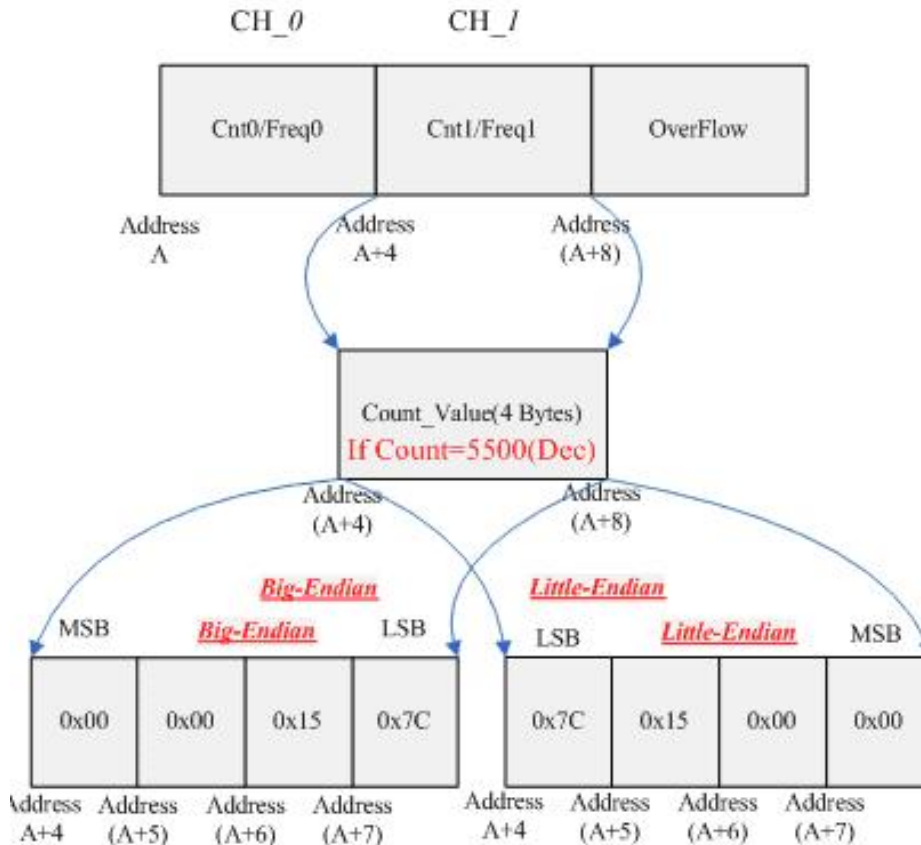 CH_0 CH_1
Cnt0/Freq0 Cnt1/Freq1 OverFlow
Address Address Address
A A+4 (A+8)
Count_Value(4 Bytes)
If Count=5500(Dec)
Address Address
(A+4) (A+8)
Big-Endian Little-Endian
MSB Big-Endian LSB LSB Little-Endian MSB
0x00 0x00 0x15 0x7C 0x7C 0x15 0x00 0x00
Address Address Address Address Address Address Address Address
A+4 (A+5) (A+6) (A+7) A+4 (A+5) (A+6) (A+7)